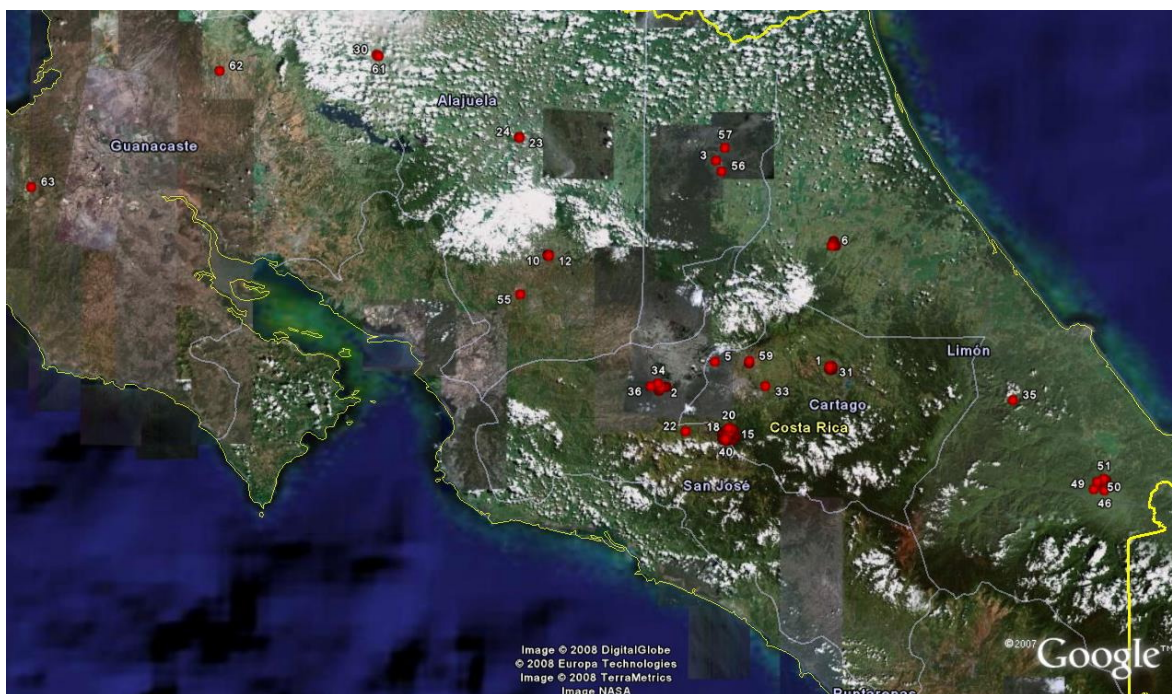 30
61
62
Alajuela
24
23
57
3
56
Guanacaste
63
6
10
12
55
5
59
1
31
Limón
34
36
2
33
35
Cartago
20
18
15
22
Costa Rica
40
San José
51
49
50
46
©2007 Google™
Image © 2008 DigitalGlobe
© 2008 Europa Technologies
Image © 2008 TerraMetrics
Image NASA
Puntarenas